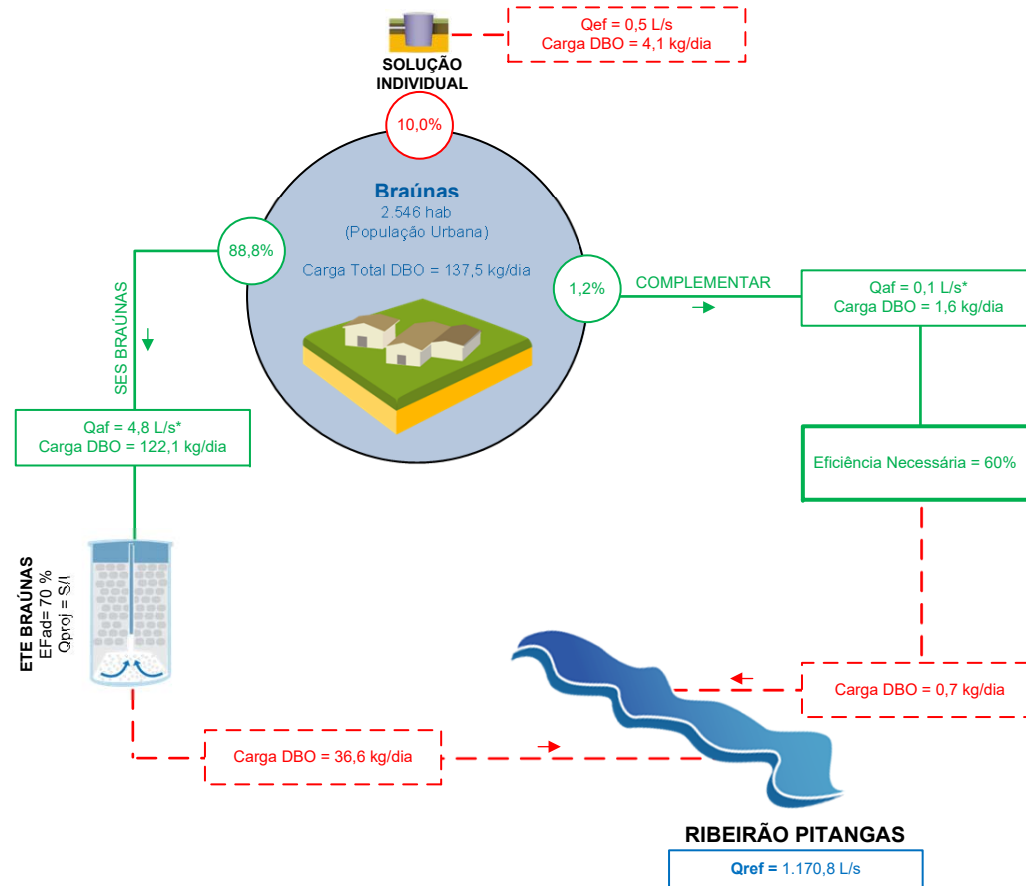 Qef = 0,5 L/s
Carga DBO = 4,1 kg/dia
SOLUÇÃO
INDIVIDUAL
10,0%
Braúnas
2.546 hab
(População Urbana)
Carga Total DBO = 137,5 kg/dia
88,8%
1,2%
COMPLEMENTAR
Qaf = 0,1 L/s*
Carga DBO = 1,6 kg/dia
SES BRAÚNAS
Qaf = 4,8 L/s*
Carga DBO = 122,1 kg/dia
Eficiência Necessária = 60%
ETE BRAÚNAS
EFad= 70 %
Qproj = S/I
Carga DBO = 0,7 kg/dia
Carga DBO = 36,6 kg/dia
RIBEIRÃO PITANGAS
Qref = 1.170,8 L/s